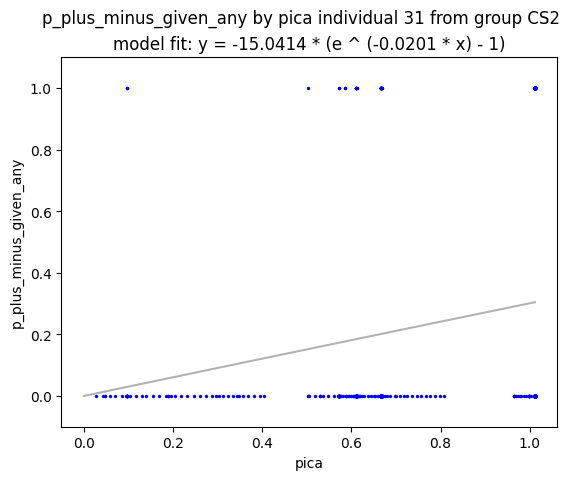 p_plus_minus_given_any by pica individual 31 from group CS2
model fit: y = -15.0414 * (e ^ (-0.0201 * x) - 1)
1.0
0.8
0.6
0.4
0.2
0.0
p_plus_minus_given_any
0.0 0.2 0.4 0.6 0.8 1.0
pica